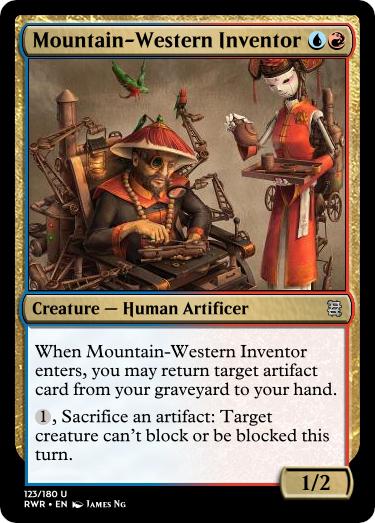 Mountain-Western Inventor
Creature — Human Artificer
When Mountain-Western Inventor
enters, you may return target artifact
card from your graveyard to your hand.
1, Sacrifice an artifact: Target
creature can't block or be blocked this
turn.
1/2
123/180 U
RWR • EN James Ng